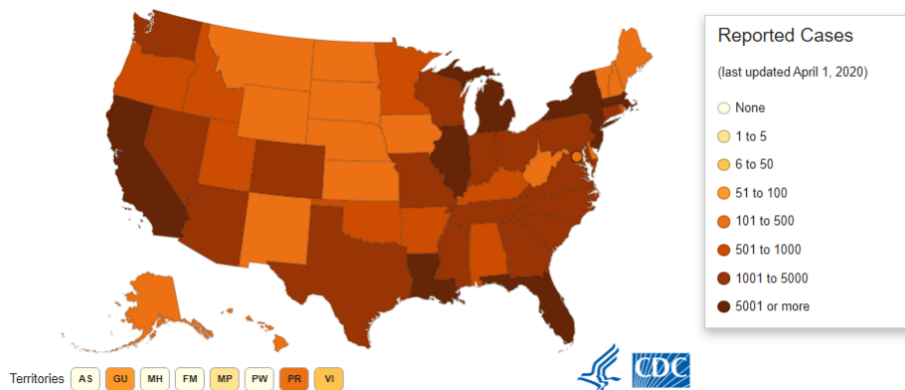 Reported Cases
(last updated April 1, 2020)
None
1 to 5
6 to 50
51 to 100
101 to 500
501 to 1000
1001 to 5000
5001 or more
Territories AS GU MH FM MP PW PR VI
CDC